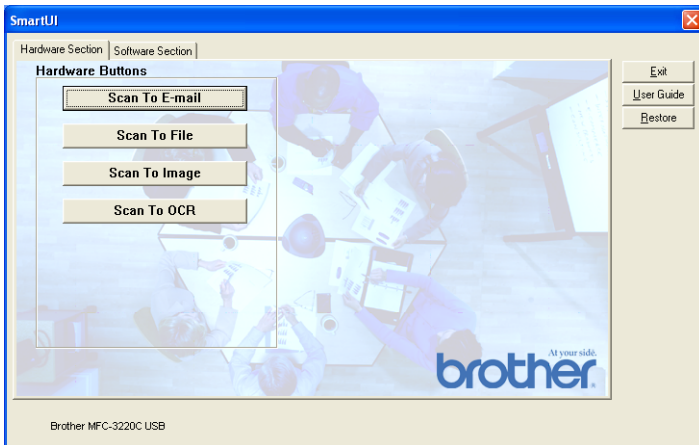 SmartUI
Hardware Section Software Section
Hardware Buttons
Scan To E-mail
Scan To File
Scan To Image
Scan To OCR
Exit
User Guide
Restore
At your side.
brother
Brother MFC-3220C USB